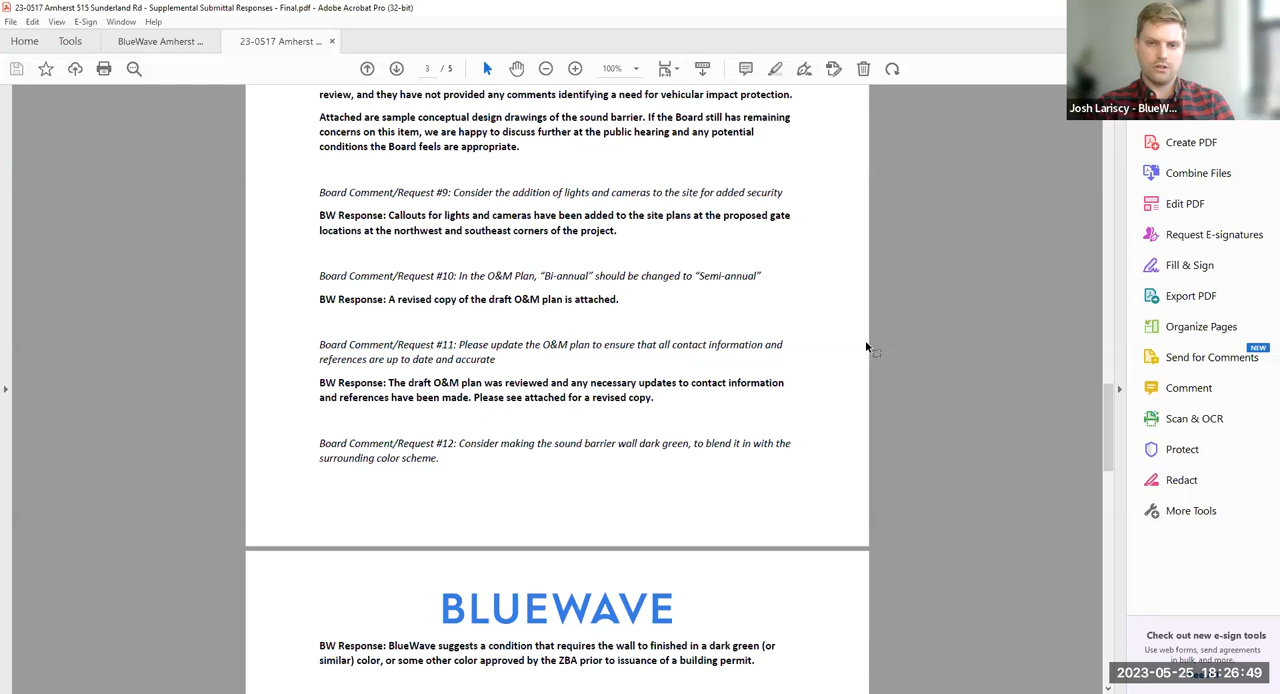 23-0517 Amherst 515 Sunderland Rd - Supplemental Submittal Responses - Final.pdf - Adobe Acrobat Pro (32-bit)
File Edit View E-Sign Window Help
Home Tools BlueWave Amherst ... 23-0517 Amherst ... ×
3 / 5 100%
Josh Lariscy - BlueW...
review, and they have not provided any comments identifying a need for vehicular impact protection.
Attached are sample conceptual design drawings of the sound barrier. If the Board still has remaining
concerns on this item, we are happy to discuss further at the public hearing and any potential
conditions the Board feels are appropriate.
Board Comment/Request #9: Consider the addition of lights and cameras to the site for added security
BW Response: Callouts for lights and cameras have been added to the site plans at the proposed gate
locations at the northwest and southeast corners of the project.
Board Comment/Request #10: In the O&M Plan, “Bi-annual” should be changed to “Semi-annual”
BW Response: A revised copy of the draft O&M plan is attached.
Board Comment/Request #11: Please update the O&M plan to ensure that all contact information and
references are up to date and accurate
BW Response: The draft O&M plan was reviewed and any necessary updates to contact information
and references have been made. Please see attached for a revised copy.
Board Comment/Request #12: Consider making the sound barrier wall dark green, to blend it in with the
surrounding color scheme.
BLUEWAVE
BW Response: BlueWave suggests a condition that requires the wall to finished in a dark green (or
similar) color, or some other color approved by the ZBA prior to issuance of a building permit.
Create PDF
Combine Files
Edit PDF
Request E-signatures
Fill & Sign
Export PDF
Organize Pages
NEW
Send for Comments
Comment
Scan & OCR
Protect
Redact
More Tools
Check out new e-sign tools
Use web forms, send agreements
in bulk, and more.
2023-05-25 18:26:49